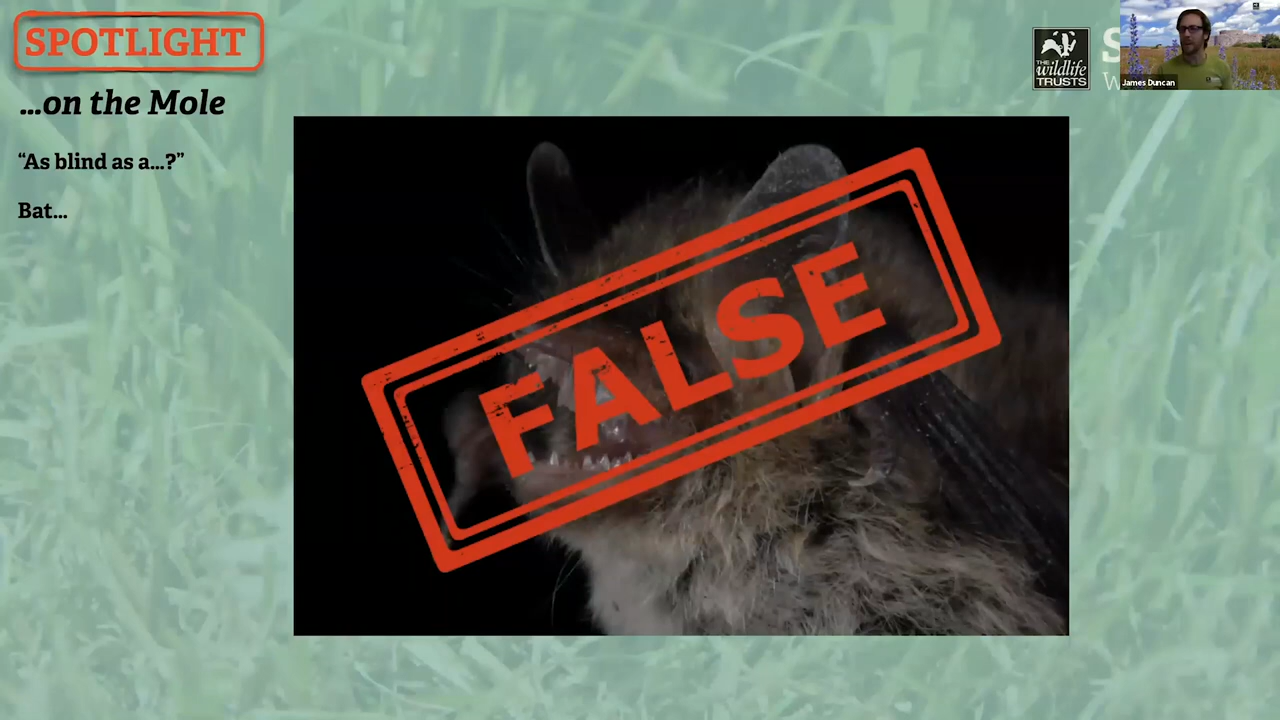 SPOTLIGHT
...on the Mole
“As blind as a...?”
Bat...
FALSE
THE
wildlife
TRUSTS
S
W
James Duncan